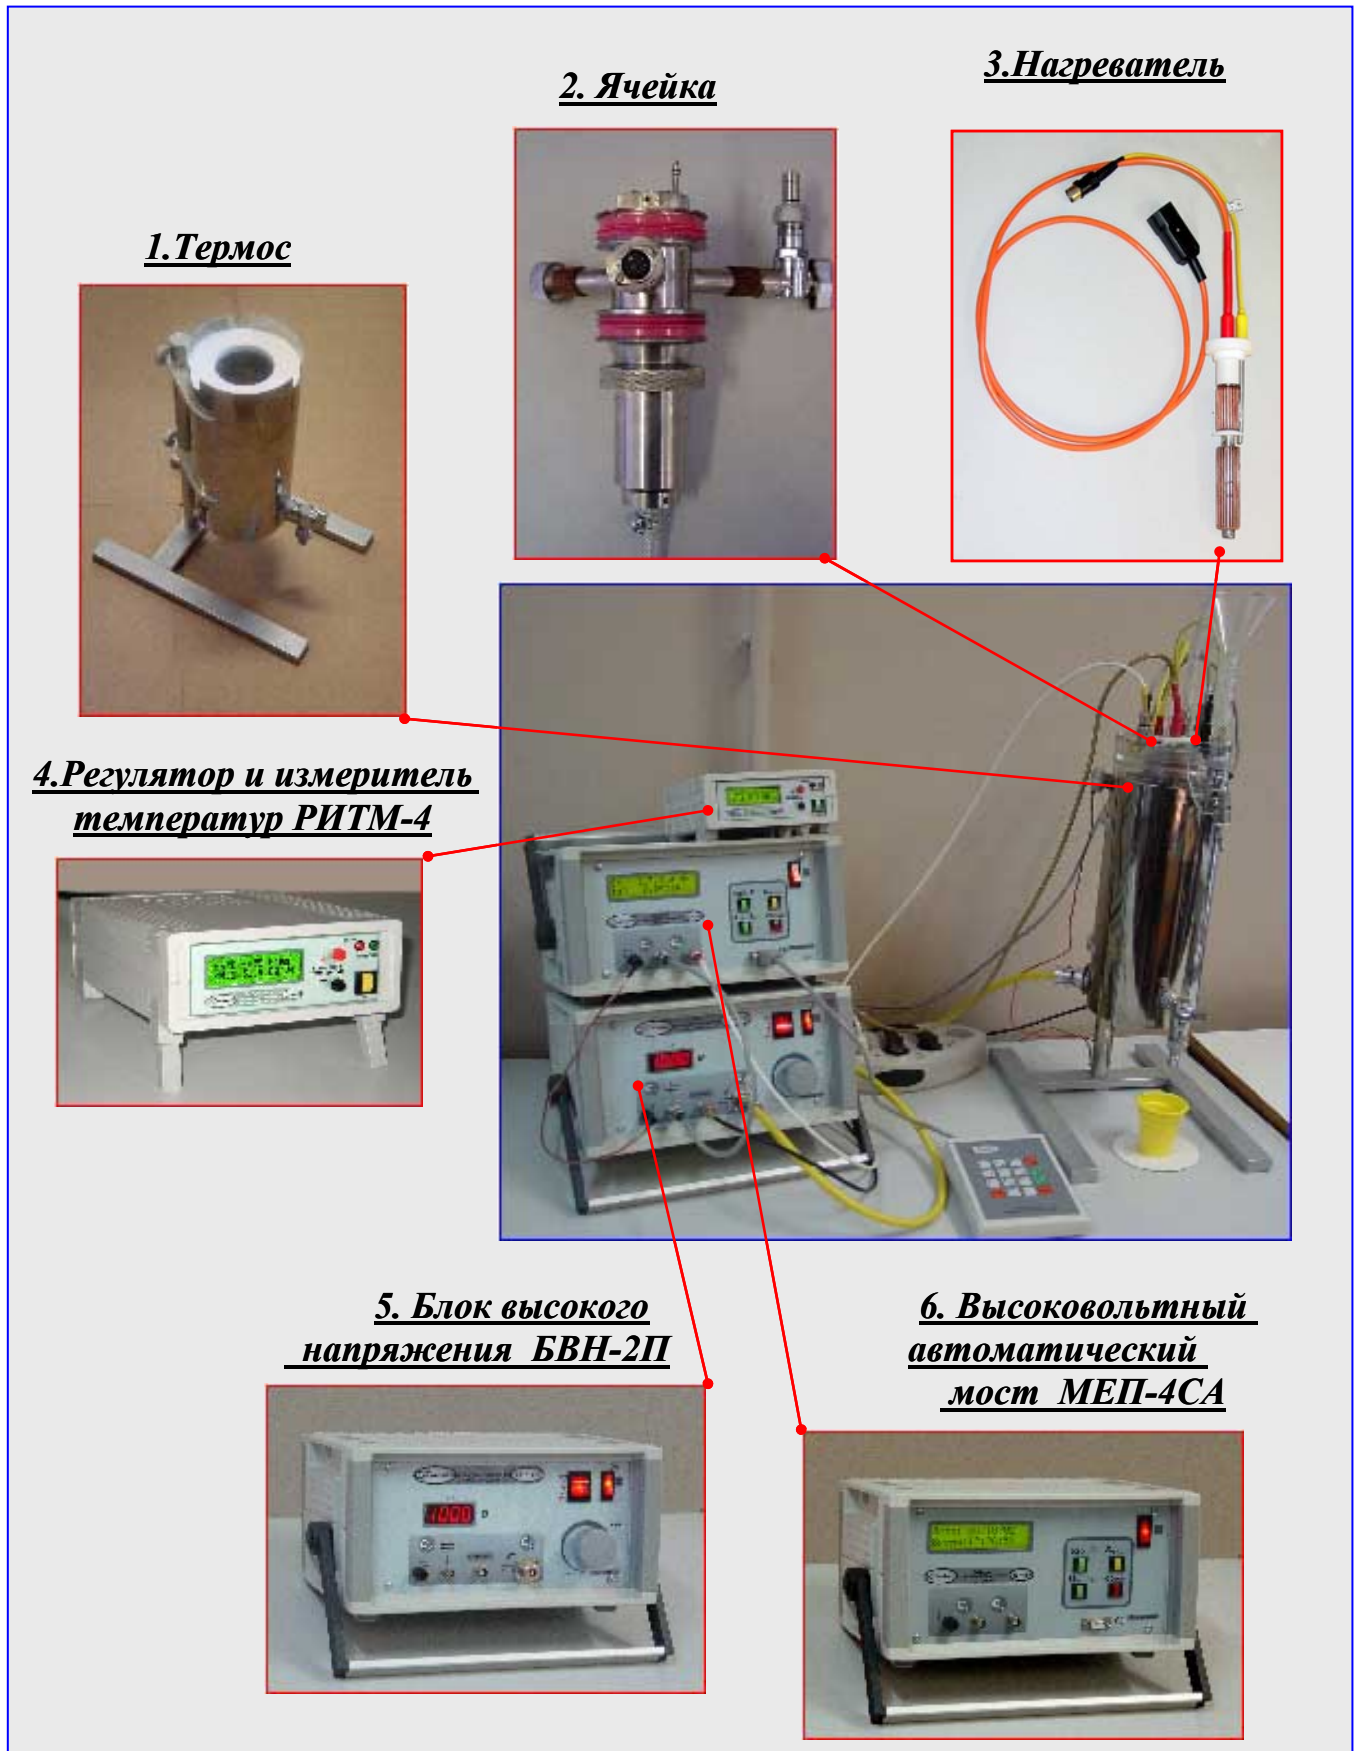 3.Нагреватель
2. Ячейка
1.Термос
4.Регулятор и измеритель
температур РИТМ-4
5. Блок высокого
напряжения БВН-2П
6. Высоковольтный
автоматический
мост МЕП-4СА
1000
1000